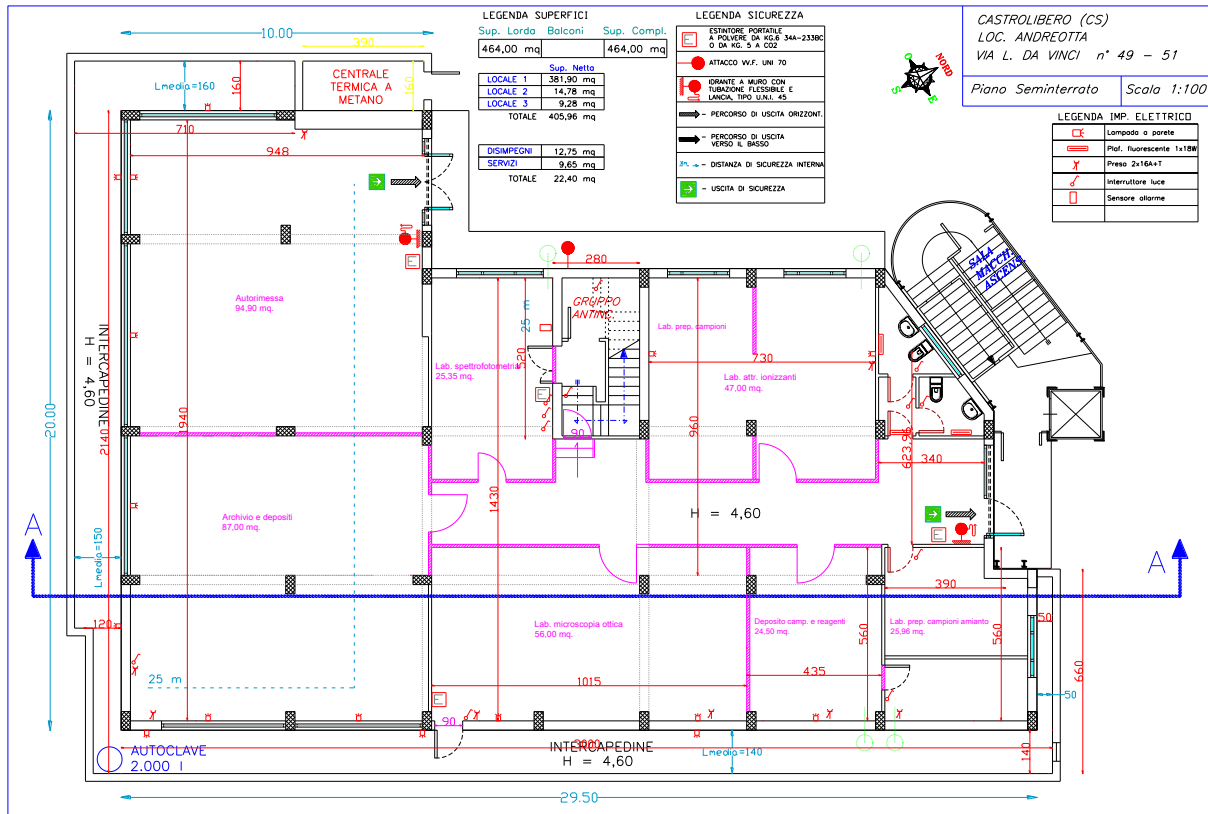 LEGENDA SUPERFICI
Sup. Lorda Balconi Sup. Compl.
464,00 mq 464,00 mq
Sup. Netta
LOCALE 1 381,90 mq
LOCALE 2 14,78 mq
LOCALE 3 9,28 mq
TOTALE 405,96 mq
DISIMPEGNI 12,75 mq
SERVIZI 9,65 mq
TOTALE 22,40 mq
LEGENDA SICUREZZA
E
ESTINTORE PORTATILE
A POLVERE DA KG.6 34A-233BC
O DA KG. 5 A CO2
ATTACCO VV.F. UNI 70
IDRANTE A MURO CON
TUBAZIONE FLESSIBILE E
LANCIA, TIPO U.N.I. 45
- PERCORSO DI USCITA ORIZZONT.
- PERCORSO DI USCITA
VERSO IL BASSO
- DISTANZA DI SICUREZZA INTERNA
- USCITA DI SICUREZZA
NORD
O
S
E
CASTROLIBERO (CS)
LOC. ANDREOTTA
VIA L. DA VINCI n° 49 - 51
Piano Seminterrato
Scala 1:100
LEGENDA IMP. ELETTRICO
Lampada a parete
Plaf. fluorescente 1x18W
Presa 2x16A+T
Interruttore luce
Sensore allarme
10.00
390
CENTRALE
TERMICA A
METANO
Lmedia=160
160
160
710
948
E
280
GRUPPO
ANTINC.
25 m
520
SALA
MACCH.
ASCENS.
Autorimessa
94,90 mq.
INTERCAPEDINE
H = 4,60
Lab. prep. campioni
Lab. spettrofotometria
25,35 mq.
730
Lab. attr. ionizzanti
47,00 mq.
E
20.00
2140
1940
90
960
623.96
340
1430
H = 4,60
Archivio e depositi
87,00 mq.
E
A
A
Lmedia=150
390
120
Lab. microscopia ottica
56,00 mq.
Deposito camp. e reagenti
24,50 mq.
Lab. prep. campioni amianto
25,96 mq.
560
560
50
660
25 m
1015
435
50
E
90
3000
AUTOCLAVE
2.000 l
INTERCAPEDINE
H = 4,60
Lmedia=140
140
29.50